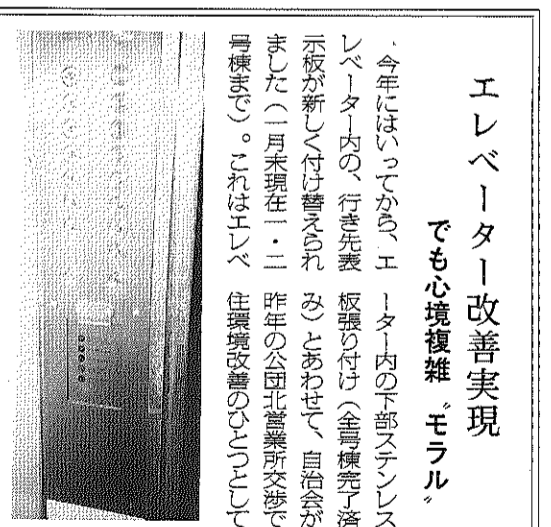 エレベーター改善実現
でも心境複雑〝モラル〟
今年にはいってから、エ
レベーター内の、行き先表
示板が新しく付け替えられ
ました（一月末現在一・二
号棟まで）。これはエレベ
ーター内の下部ステンレス
板張り付け（全号棟完了済
み）とあわせて、自治会が
昨年の公団北営業所交渉で
住環境改善のひとつとして